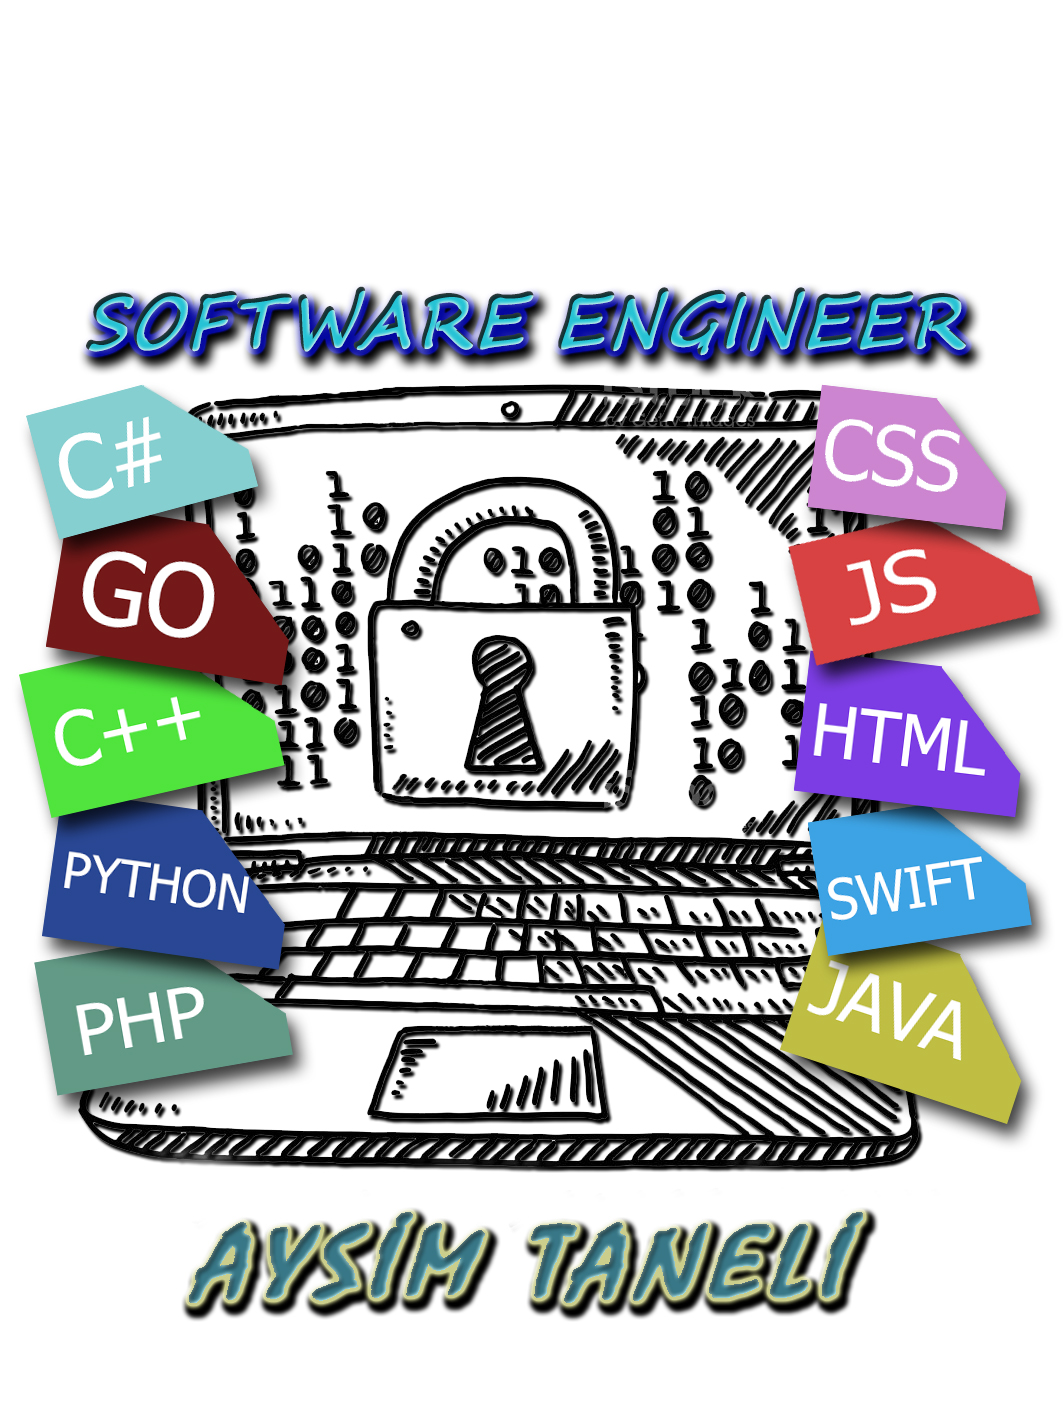 SOFTWARE ENGINEER
C#
GO
C++
PYTHON
PHP
CSS
JS
HTML
SWIFT
JAVA
AYSİM TANELİ